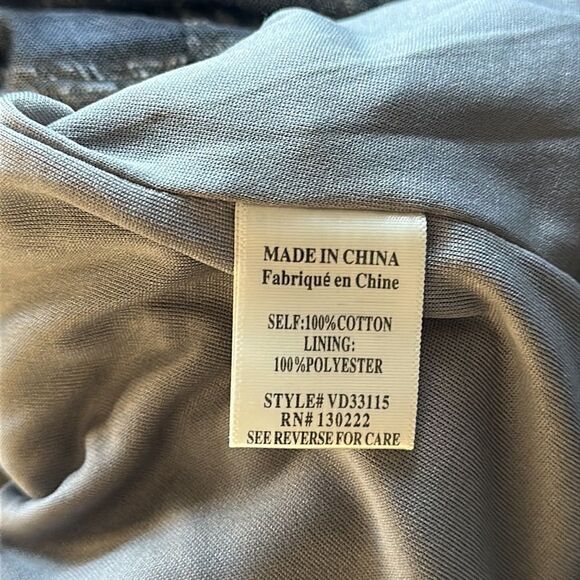 MADE IN CHINA
Fabriqué en Chine
SELF:100%COTTON
LINING:
100%POLYESTER
STYLE# VD33115
RN# 130222
SEE REVERSE FOR CARE